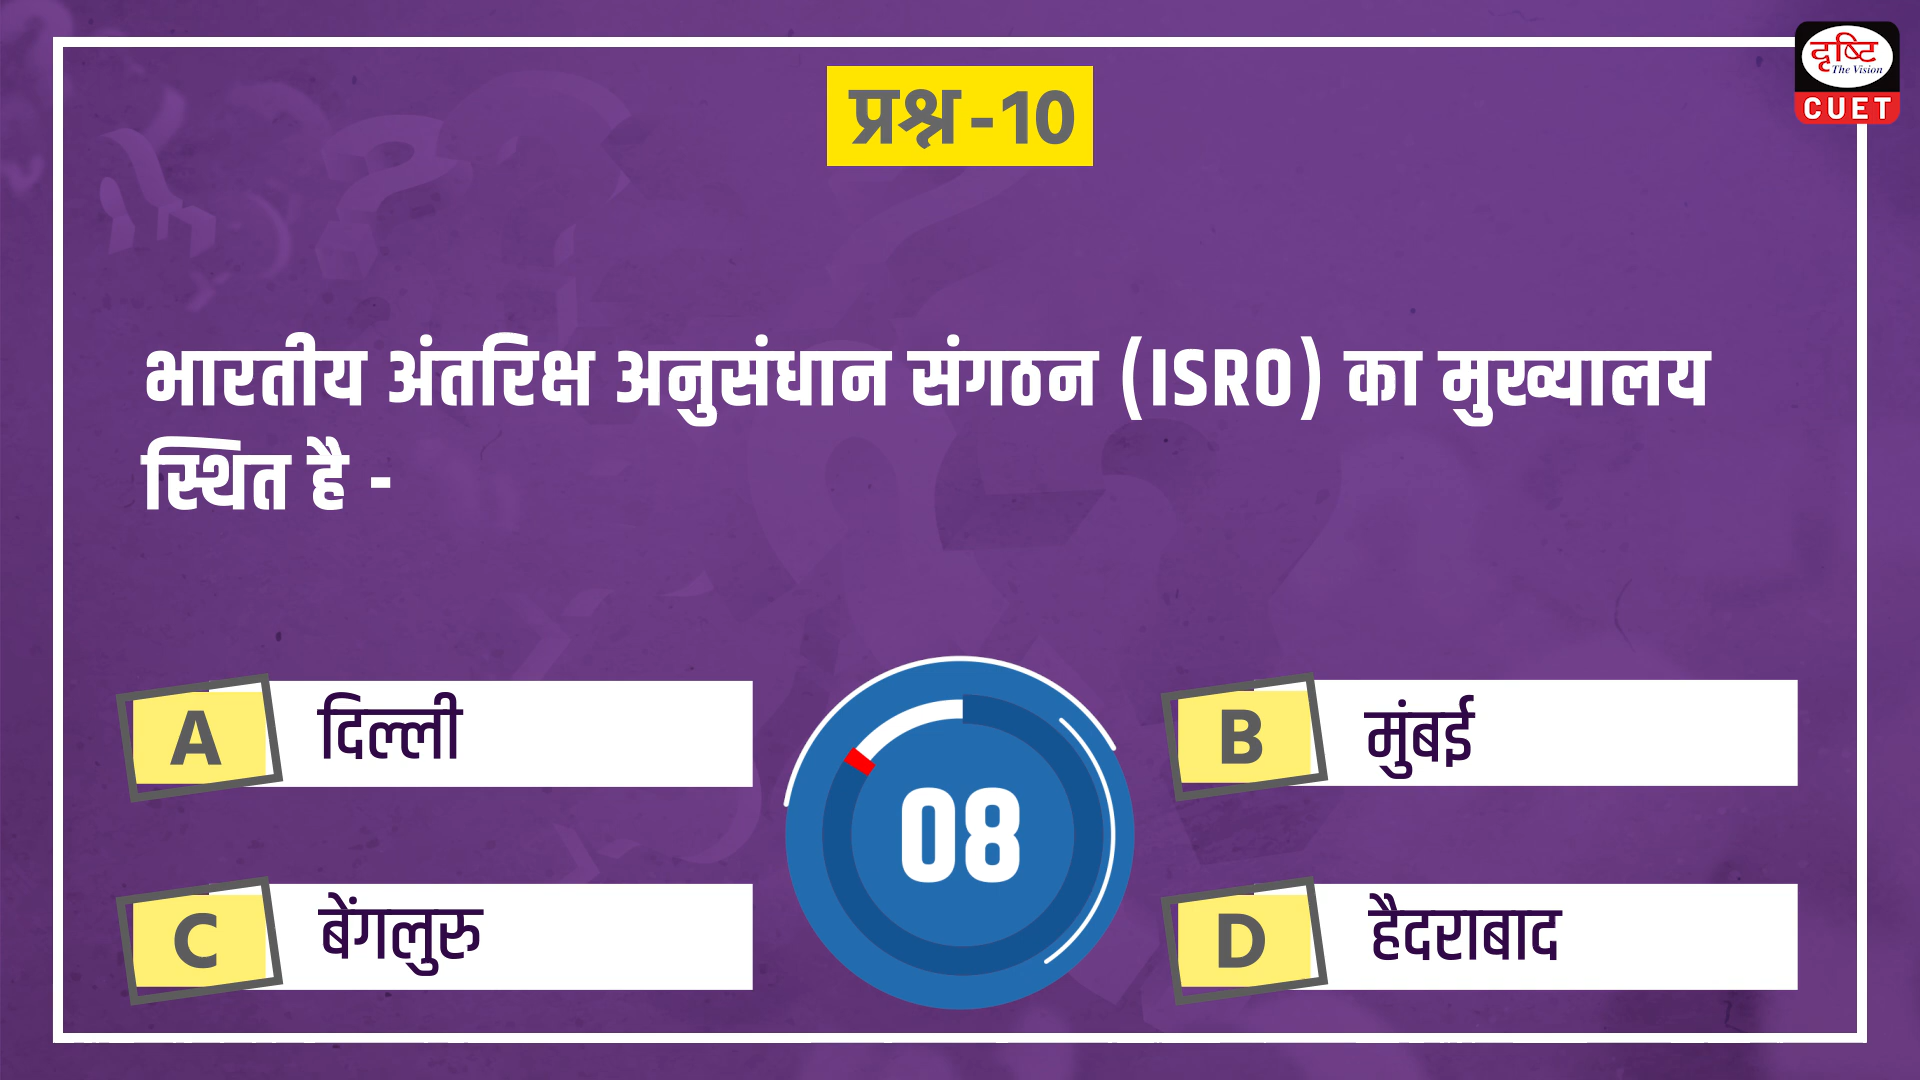 दृष्टि
The Vision
CUET
प्रश्न-10
भारतीय अंतरिक्ष अनुसंधान संगठन (ISRO) का मुख्यालय
स्थित है -
A दिल्ली
B मुंबई
08
C बेंगलुरु
D हैदराबाद